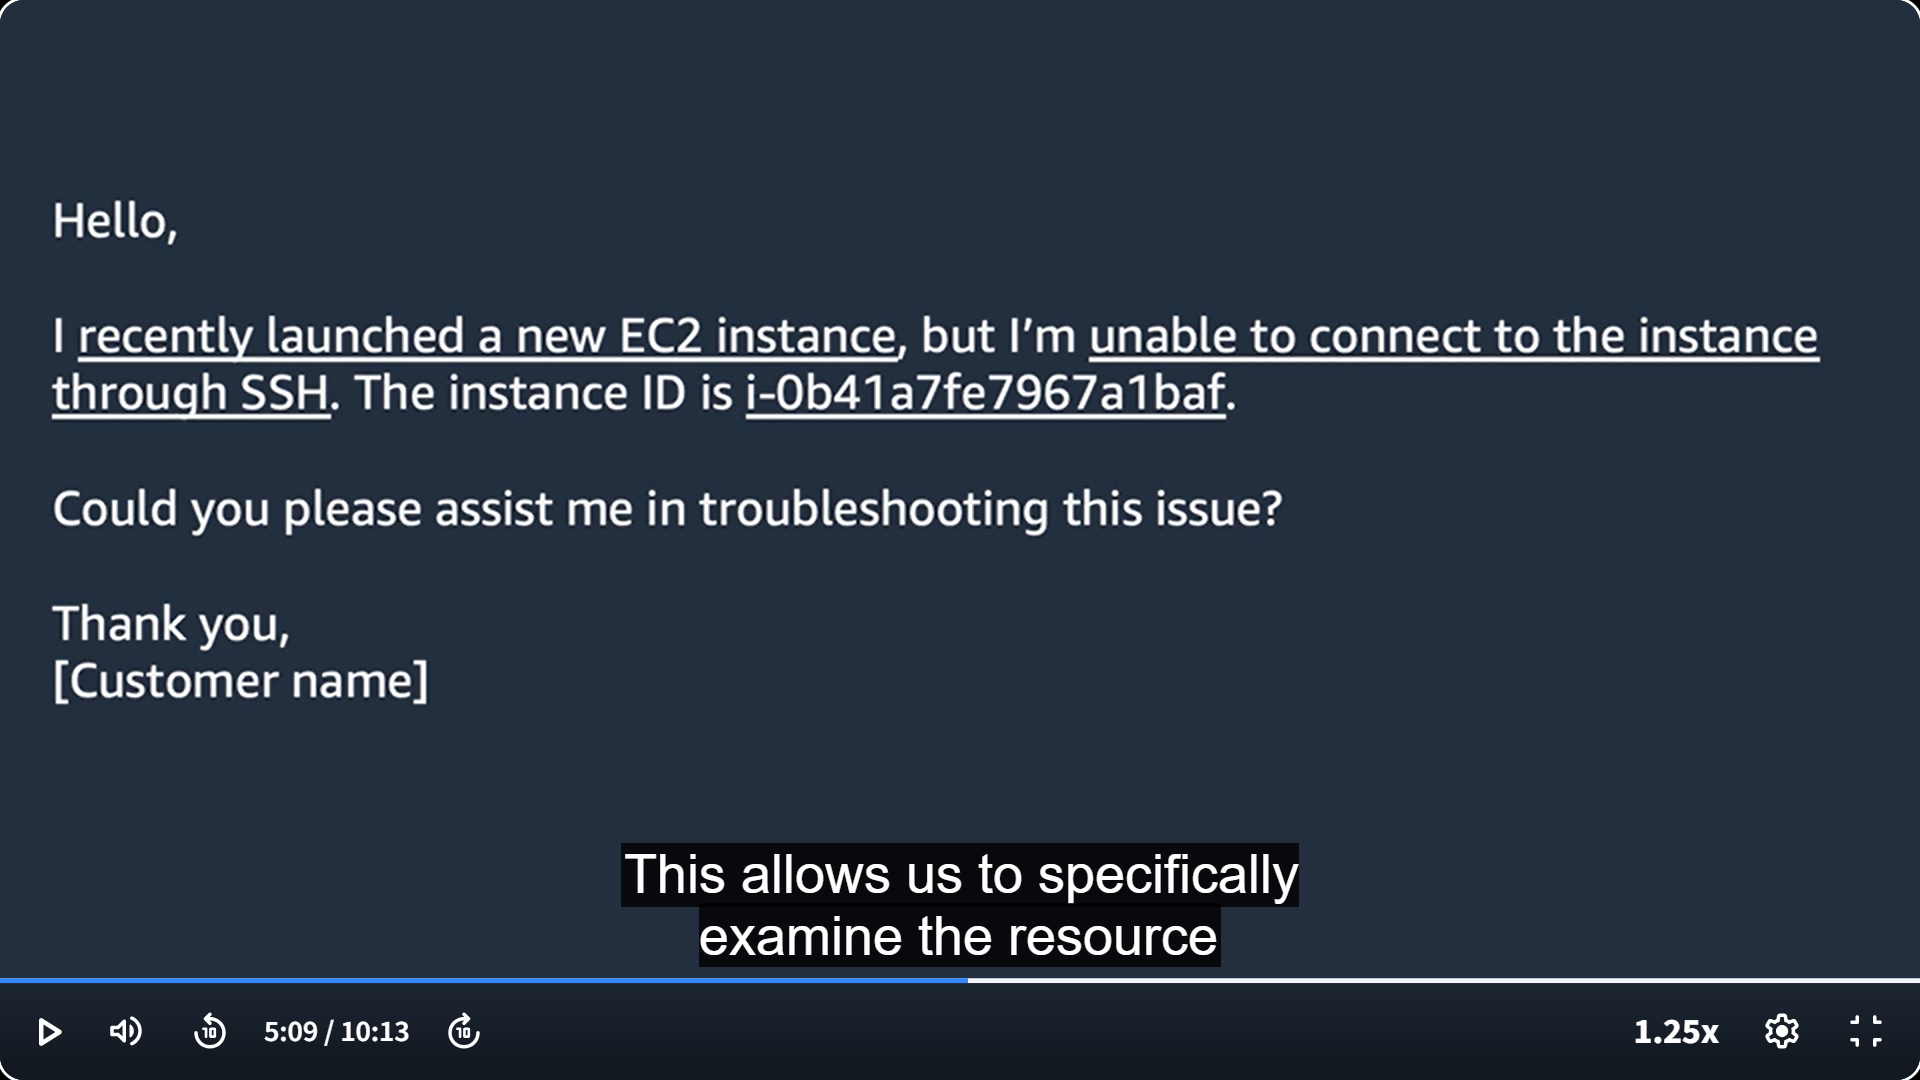 Hello,
I recently launched a new EC2 instance, but I’m unable to connect to the instance
through SSH. The instance ID is i-0b41a7fe7967a1baf.
Could you please assist me in troubleshooting this issue?
Thank you,
[Customer name]
This allows us to specifically
examine the resource
10
5:09 / 10:13
10
1.25x